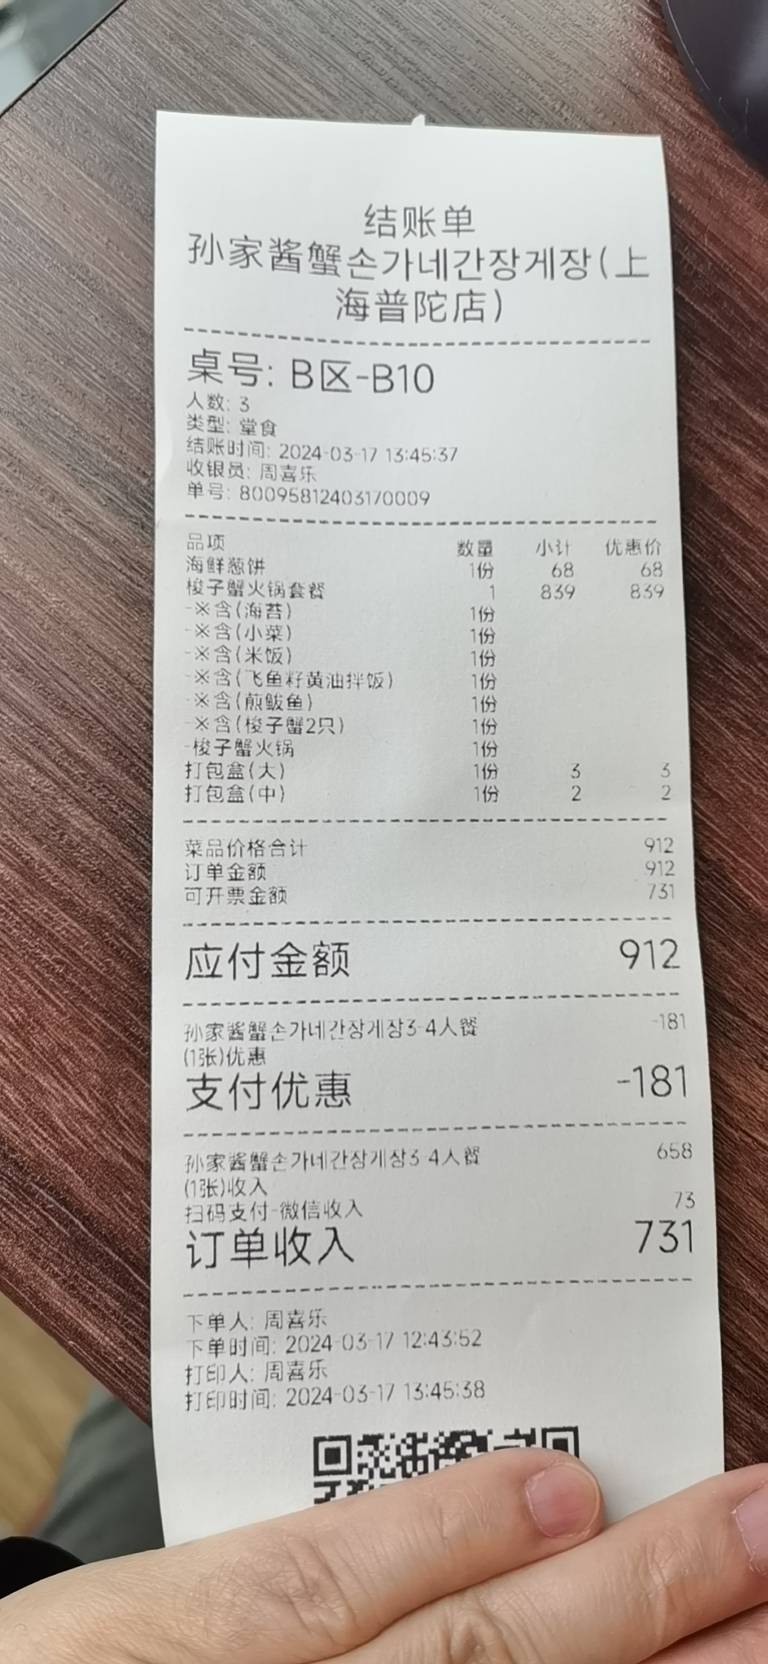 结账单
孙家酱蟹손가네간장게장(上
海普陀店)
桌号: B区-B10
人数: 3
类型: 堂食
结账时间: 2024-03-17 13:45:37
收银员: 周喜乐
单号: 80095812403170009
品项 数量 小计 优惠价
海鲜葱饼 1份 68 68
梭子蟹火锅套餐 1 839 839
-※含(海苔) 1份
-※含(小菜) 1份
-※含(米饭) 1份
-※含(飞鱼籽黄油拌饭) 1份
-※含(煎鲅鱼) 1份
-※含(梭子蟹2只) 1份
-梭子蟹火锅 1份
打包盒(大) 1份 3 3
打包盒(中) 1份 2 2
菜品价格合计 912
订单金额 912
可开票金额 731
应付金额 912
孙家酱蟹손가네간장게장3-4人餐 -181
(1张)优惠
支付优惠 -181
孙家酱蟹손가네간장게장3-4人餐 658
(1张)收入
扫码支付-微信收入 73
订单收入 731
下单人: 周喜乐
下单时间: 2024-03-17 12:43:52
打印人: 周喜乐
打印时间: 2024-03-17 13:45:38